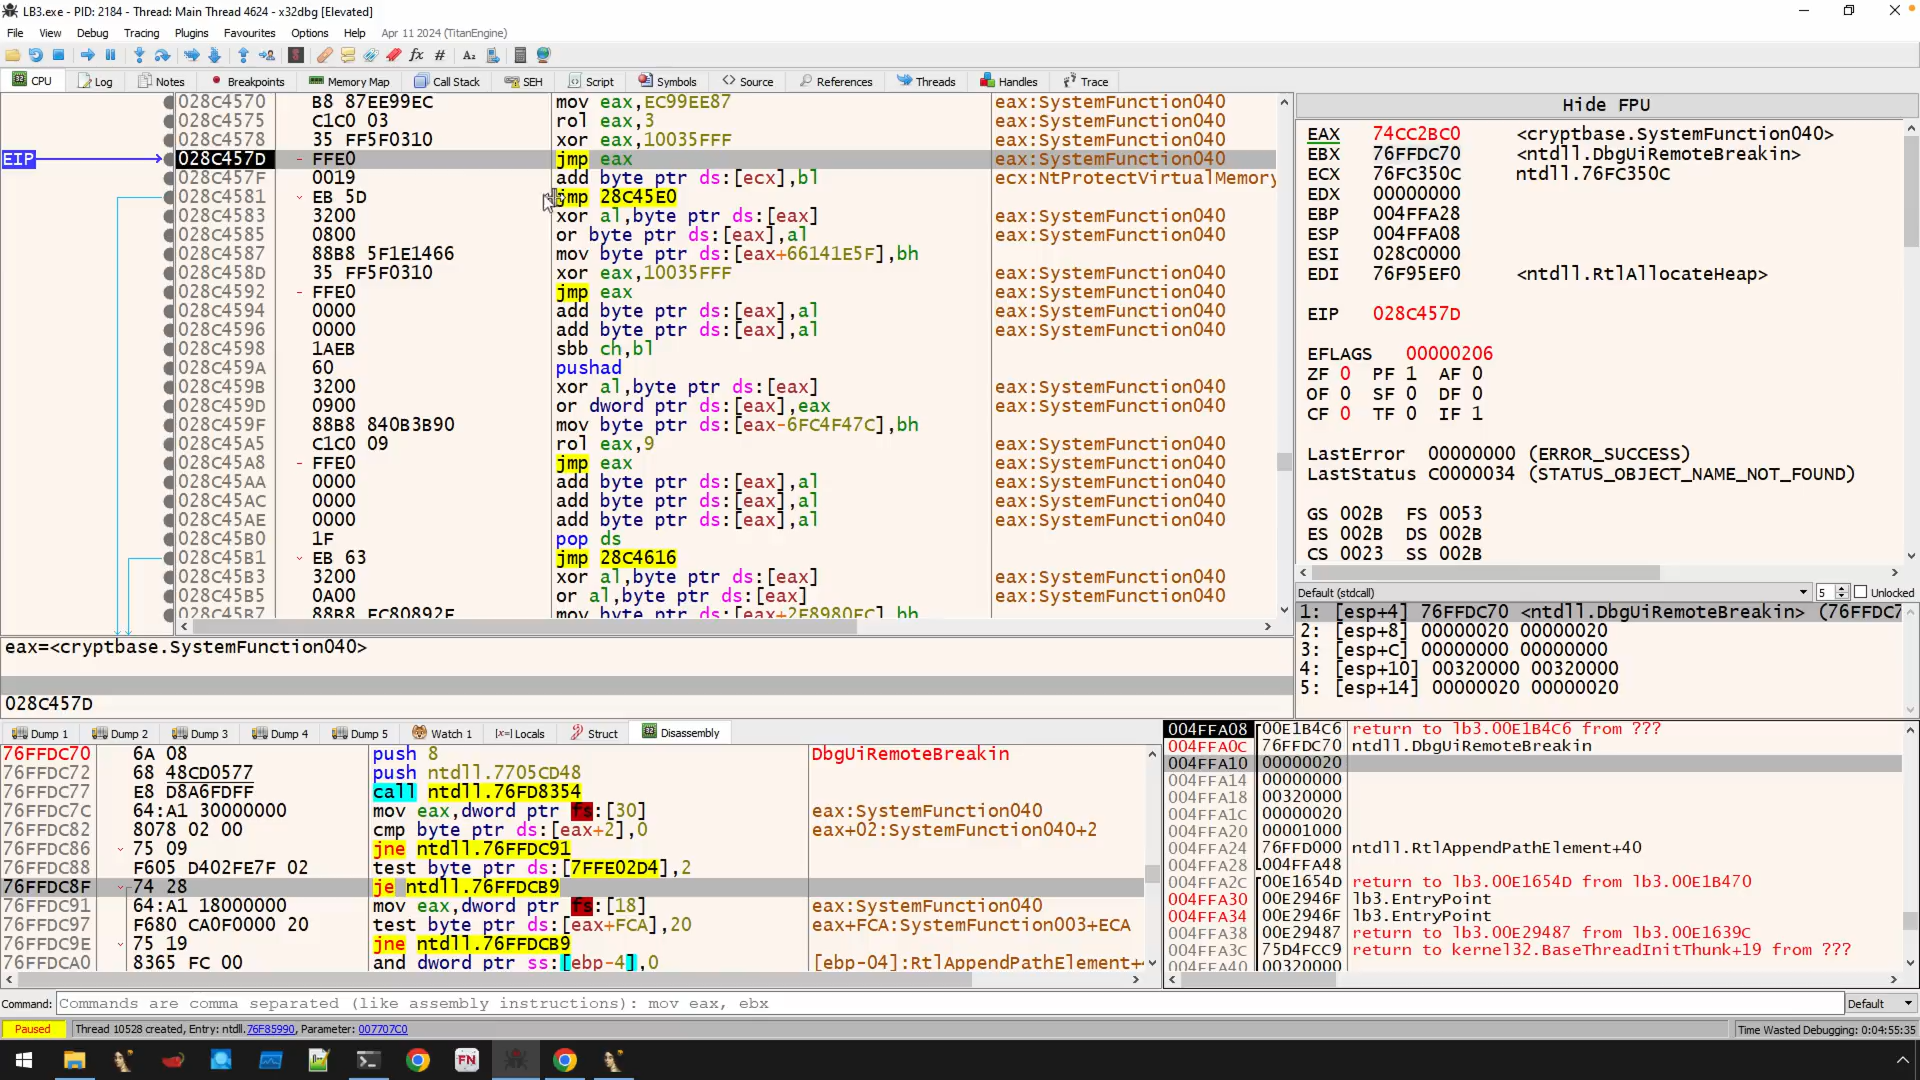 LB3.exe - PID: 2184 - Thread: Main Thread 4624 - x32dbg [Elevated]
File View Debug Tracing Plugins Favourites Options Help Apr 11 2024 (TitanEngine)
CPU Log Notes Breakpoints Memory Map Call Stack SEH Script Symbols Source References Threads Handles Trace
028C4570 B8 87EE99EC mov eax,EC99EE87 eax:SystemFunction040
028C4575 C1C0 03 rol eax,3 eax:SystemFunction040
028C4578 35 FF5F0310 xor eax,10035FFF eax:SystemFunction040
EIP 028C457D - FFE0 jmp eax eax:SystemFunction040
028C457F 0019 add byte ptr ds:[ecx],bl ecx:NtProtectVirtualMemory
028C4581 EB 5D jmp 28C45E0
028C4583 3200 xor al,byte ptr ds:[eax] eax:SystemFunction040
028C4585 0800 or byte ptr ds:[eax],al eax:SystemFunction040
028C4587 88B8 5F1E1466 mov byte ptr ds:[eax+66141E5F],bh eax:SystemFunction040
028C458D 35 FF5F0310 xor eax,10035FFF eax:SystemFunction040
028C4592 - FFE0 jmp eax eax:SystemFunction040
028C4594 0000 add byte ptr ds:[eax],al eax:SystemFunction040
028C4596 0000 add byte ptr ds:[eax],al eax:SystemFunction040
028C4598 1AEB sbb ch,bl
028C459A 60 pushad
028C459B 3200 xor al,byte ptr ds:[eax] eax:SystemFunction040
028C459D 0900 or dword ptr ds:[eax],eax eax:SystemFunction040
028C459F 88B8 840B3B90 mov byte ptr ds:[eax-6FC4F47C],bh eax:SystemFunction040
028C45A5 C1C0 09 rol eax,9 eax:SystemFunction040
028C45A8 - FFE0 jmp eax eax:SystemFunction040
028C45AA 0000 add byte ptr ds:[eax],al eax:SystemFunction040
028C45AC 0000 add byte ptr ds:[eax],al eax:SystemFunction040
028C45AE 0000 add byte ptr ds:[eax],al eax:SystemFunction040
028C45B0 1F pop ds
028C45B1 EB 63 jmp 28C4616
028C45B3 3200 xor al,byte ptr ds:[eax] eax:SystemFunction040
028C45B5 0A00 or al,byte ptr ds:[eax] eax:SystemFunction040
028C45B7 mov byte ptr bh eax:SystemFunction040
Hide FPU
EAX 74CC2BC0 <cryptbase.SystemFunction040>
EBX 76FFDC70 <ntdll.DbgUiRemoteBreakin>
ECX 76FC350C ntdll.76FC350C
EDX 00000000
EBP 004FFA28
ESP 004FFA08
ESI 028C0000
EDI 76F95EF0 <ntdll.RtlAllocateHeap>
EIP 028C457D
EFLAGS 00000206
ZF 0 PF 1 AF 0
OF 0 SF 0 DF 0
CF 0 TF 0 IF 1
LastError 00000000 (ERROR_SUCCESS)
LastStatus C0000034 (STATUS_OBJECT_NAME_NOT_FOUND)
GS 002B FS 0053
ES 002B DS 002B
CS 0023 SS 002B
Default (stdcall) 5 Unlocked
1: [esp+4] 76FFDC70 <ntdll.DbgUiRemoteBreakin> (76FFDC7
2: [esp+8] 00000020 00000020
3: [esp+C] 00000000 00000000
4: [esp+10] 00320000 00320000
5: [esp+14] 00000020 00000020
eax=<cryptbase.SystemFunction040>
028C457D
Dump 1 Dump 2 Dump 3 Dump 4 Dump 5 Watch 1 [x=] Locals Struct Disassembly
76FFDC70 6A 08 push 8 DbgUiRemoteBreakin
76FFDC72 68 48CD0577 push ntdll.7705CD48
76FFDC77 E8 D8A6FDFF call ntdll.76FD8354
76FFDC7C 64:A1 30000000 mov eax,dword ptr fs:[30] eax:SystemFunction040
76FFDC82 8078 02 00 cmp byte ptr ds:[eax+2],0 eax+02:SystemFunction040+2
76FFDC86 75 09 jne ntdll.76FFDC91
76FFDC88 F605 D402FE7F 02 test byte ptr ds:[7FFE02D4],2
76FFDC8F 74 28 je ntdll.76FFDCB9
76FFDC91 64:A1 18000000 mov eax,dword ptr fs:[18] eax:SystemFunction040
76FFDC97 F680 CA0F0000 20 test byte ptr ds:[eax+FCA],20 eax+FCA:SystemFunction003+ECA
76FFDC9E 75 19 jne ntdll.76FFDCB9
76FFDCA0 8365 FC 00 and dword ptr ss:[ebp-4],0 [ebp-04]:RtlAppendPathElement+
004FFA08 00E1B4C6 return to lb3.00E1B4C6 from ???
004FFA0C 76FFDC70 ntdll.DbgUiRemoteBreakin
004FFA10 00000020
004FFA14 00000000
004FFA18 00320000
004FFA1C 00000020
004FFA20 00001000
004FFA24 76FFD000 ntdll.RtlAppendPathElement+40
004FFA28 004FFA48
004FFA2C 00E1654D return to lb3.00E1654D from lb3.00E1B470
004FFA30 00E2946F lb3.EntryPoint
004FFA34 00E2946F lb3.EntryPoint
004FFA38 00E29487 return to lb3.00E29487 from lb3.00E1639C
004FFA3C 75D4FCC9 return to kernel32.BaseThreadInitThunk+19 from ???
004FFA40 00320000
Command: Commands are comma separated (like assembly instructions): mov eax, ebx Default
Paused Thread 10528 created, Entry: ntdll.76F85990, Parameter: 007707C0 Time Wasted Debugging: 0:04:55:35
FN